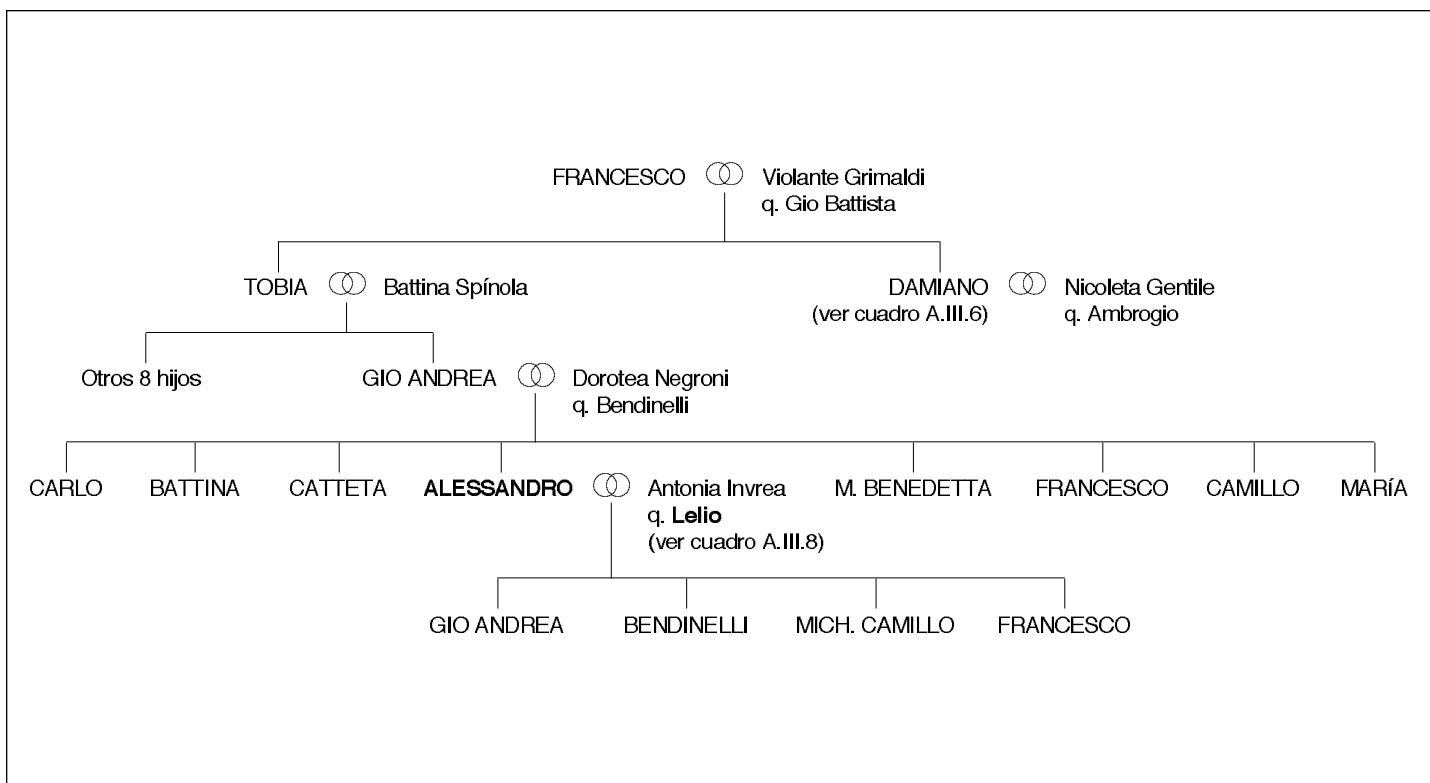 FRANCESCO Violante Grimaldi
q. Gio Battista
TOBIA Battina Spínola DAMIANO Nicoleta Gentile
(ver cuadro A.III.6) q. Ambrogio
Otros 8 hijos GIO ANDREA Dorotea Negroni
q. Bendinelli
CARLO BATTINA CATTETA ALESSANDRO Antonia Invrea M. BENEDETTA FRANCESCO CAMILLO MARÍA
q. Lelio
(ver cuadro A.III.8)
GIO ANDREA BENDINELLI MICH. CAMILLO FRANCESCO